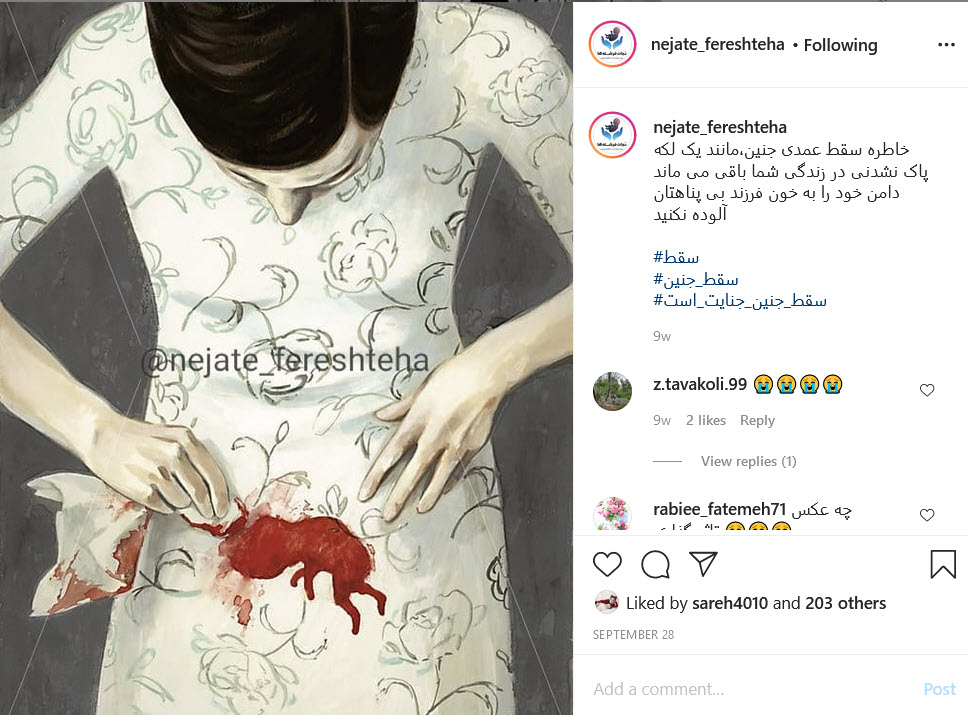 nejate_fereshteha • Following
nejate_fereshteha
خاطره سقط عمدی جنین،مانند یک لکه
پاک نشدنی در زندگی شما باقی می ماند
دامن خود را به خون فرزند بی پناهتان
آلوده نکنید
#سقط
#سقط_جنین
#سقط_جنین_جنایت_است
9w
@nejate_fereshteha
z.tavakoli.99 😭😭😭😭
9w 2 likes Reply
View replies (1)
rabiee_fatemeh71 چه عکس
Liked by sareh4010 and 203 others
SEPTEMBER 28
Add a comment... Post